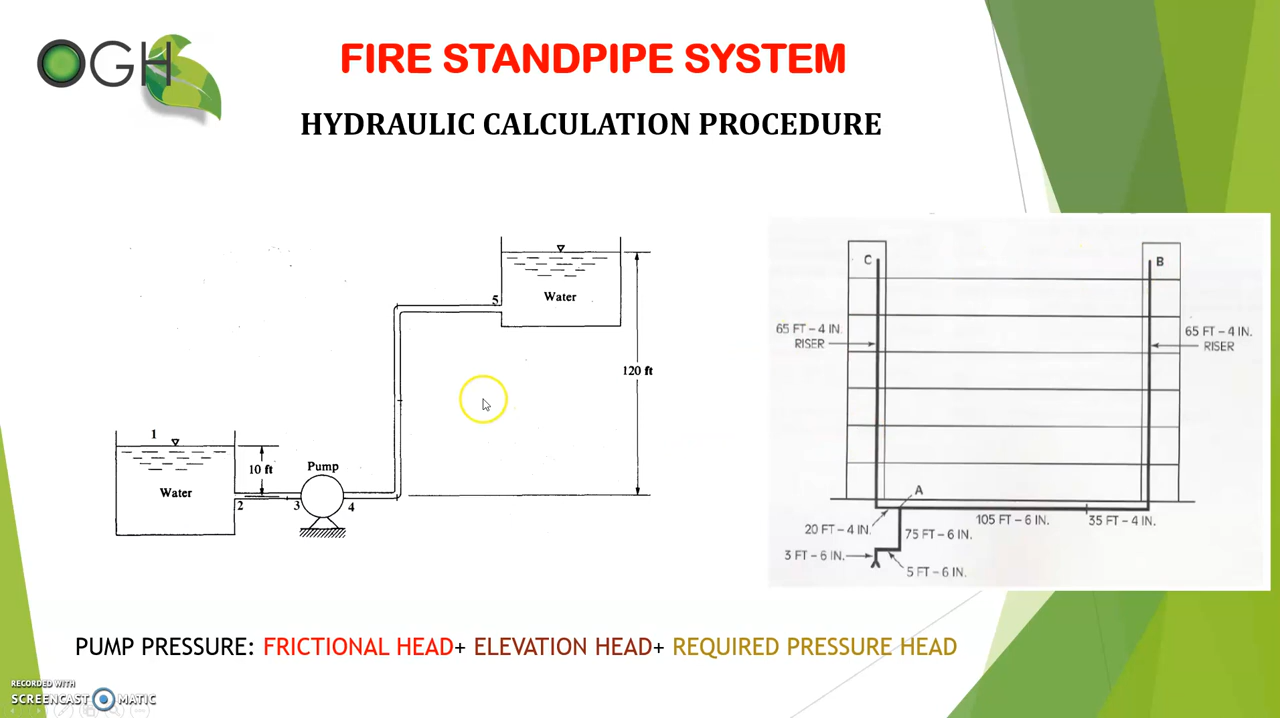 OGH
FIRE STANDPIPE SYSTEM
HYDRAULIC CALCULATION PROCEDURE
1
10 ft
Water
2
3
Pump
4
5
Water
120 ft
C
B
65 FT – 4 IN.
RISER
65 FT – 4 IN.
RISER
A
20 FT – 4 IN.
105 FT – 6 IN.
35 FT – 4 IN.
75 FT – 6 IN.
3 FT – 6 IN.
5 FT – 6 IN.
PUMP PRESSURE: FRICTIONAL HEAD+ ELEVATION HEAD+ REQUIRED PRESSURE HEAD
RECORDED WITH
SCREENCAST MATIC